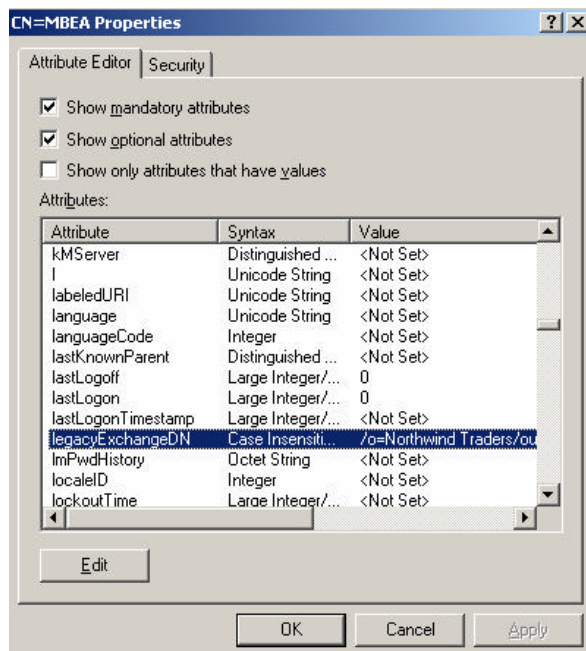 CN=MBEA Properties
Attribute Editor Security
Show mandatory attributes
Show optional attributes
Show only attributes that have values
Attributes:
Attribute Syntax Value
kMServer Distinguished ... <Not Set>
l Unicode String <Not Set>
labeledURI Unicode String <Not Set>
language Unicode String <Not Set>
languageCode Integer <Not Set>
lastKnownParent Distinguished ... <Not Set>
lastLogoff Large Integer/... 0
lastLogon Large Integer/... 0
lastLogonTimestamp Large Integer/... <Not Set>
legacyExchangeDN Case Insensiti... /o=Northwind Traders/ou
lmPwdHistory Octet String <Not Set>
localeID Integer <Not Set>
lockoutTime Large Integer/... <Not Set>
Edit
OK Cancel Apply